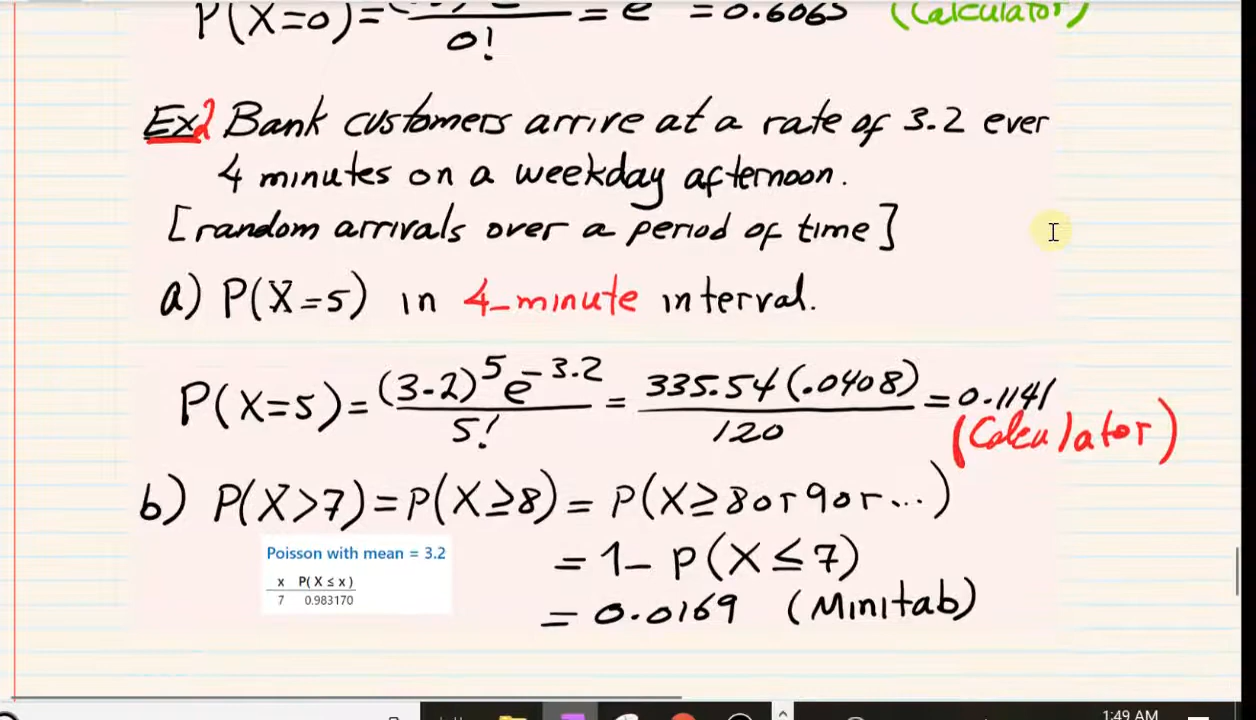 P(X=0)= 0! = e = 0.6065 (Calculator)
Ex2 Bank customers arrive at a rate of 3.2 ever
4 minutes on a weekday afternoon.
[random arrivals over a period of time]
a) P(X=5) in 4-minute interval.
P(X=5)= (3-2)^5 e^-3.2 / 5! = 335.54(.0408) / 120 = 0.1141
(Calculator)
b) P(X>7)=P(X≥8)= P(X≥8 or 9 or ...)
Poisson with mean = 3.2
= 1- P(X≤7)
x P( X ≤ x )
7 0.983170
= 0.0169 (Minitab)
1:49 AM